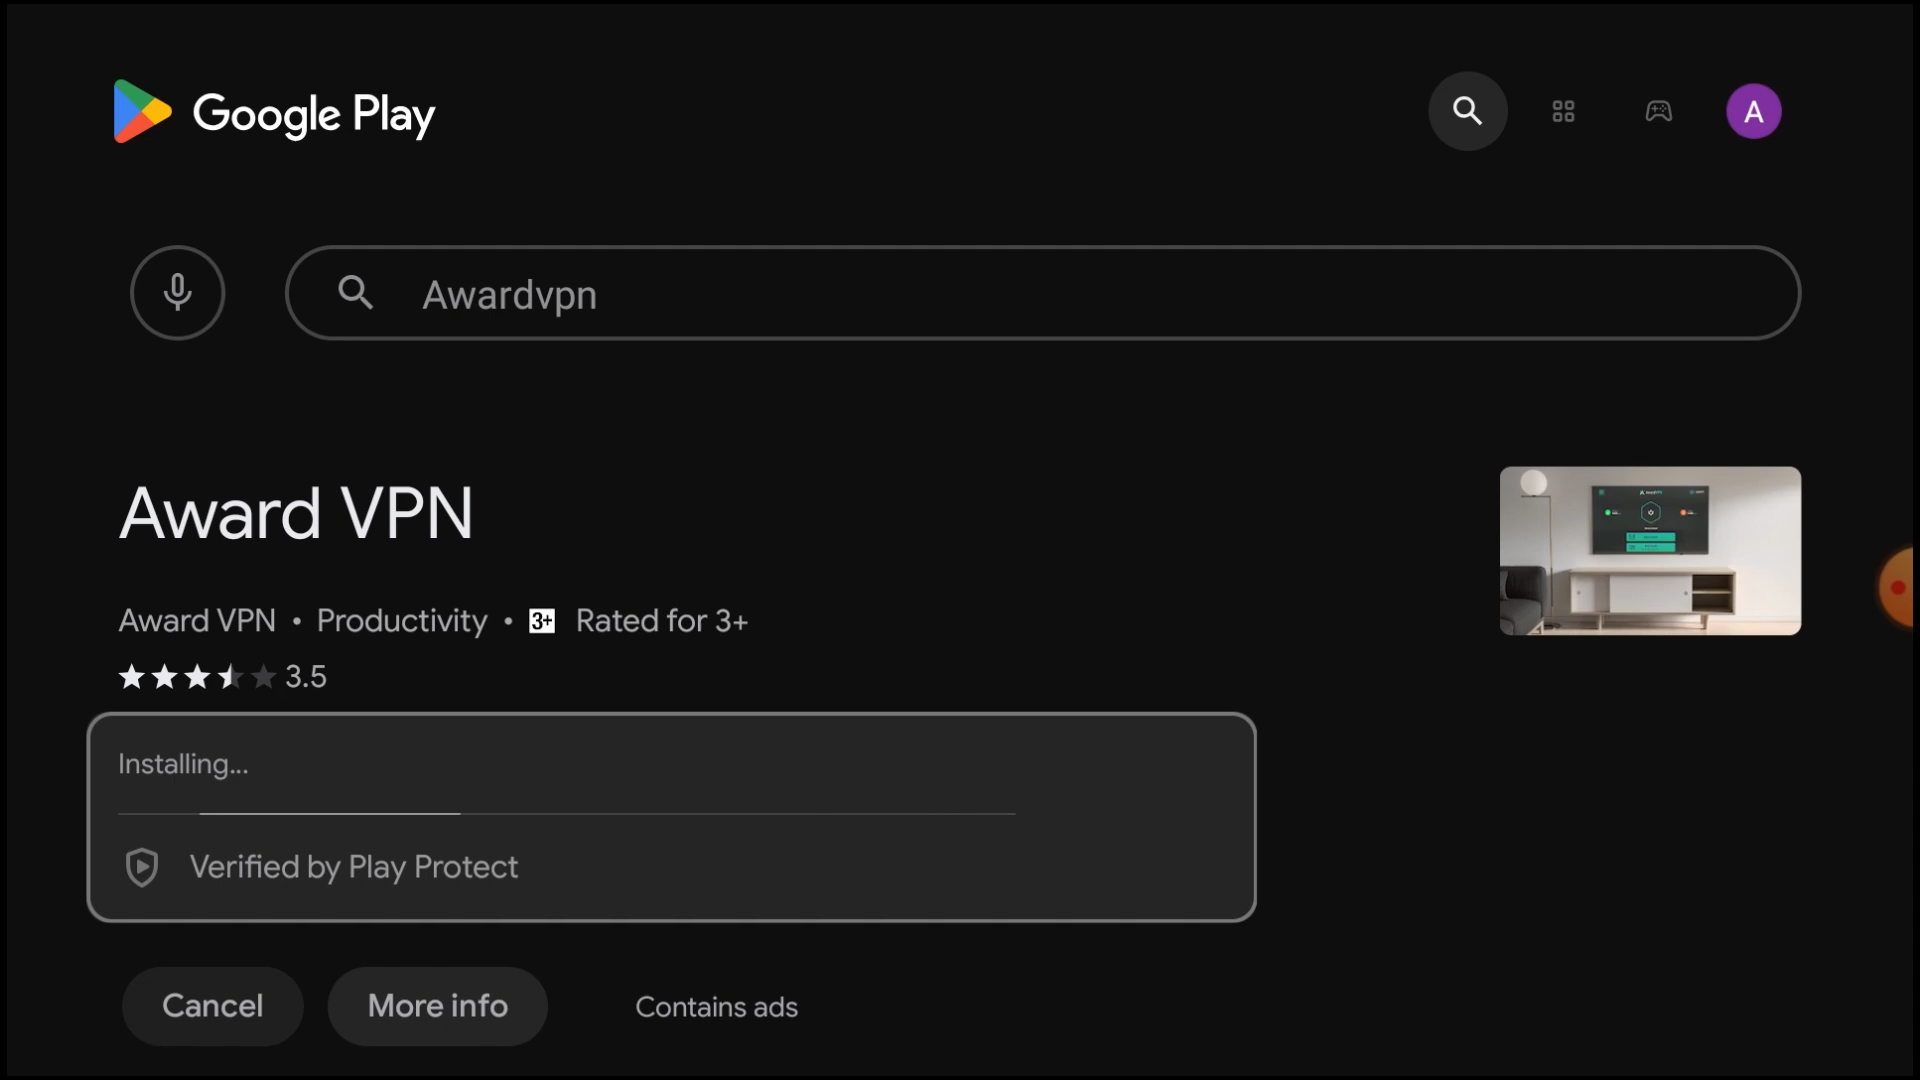 Google Play
A
Awardvpn
Award VPN
Award VPN • Productivity • 3+ Rated for 3+
3.5
Installing...
Verified by Play Protect
Cancel
More info
Contains ads